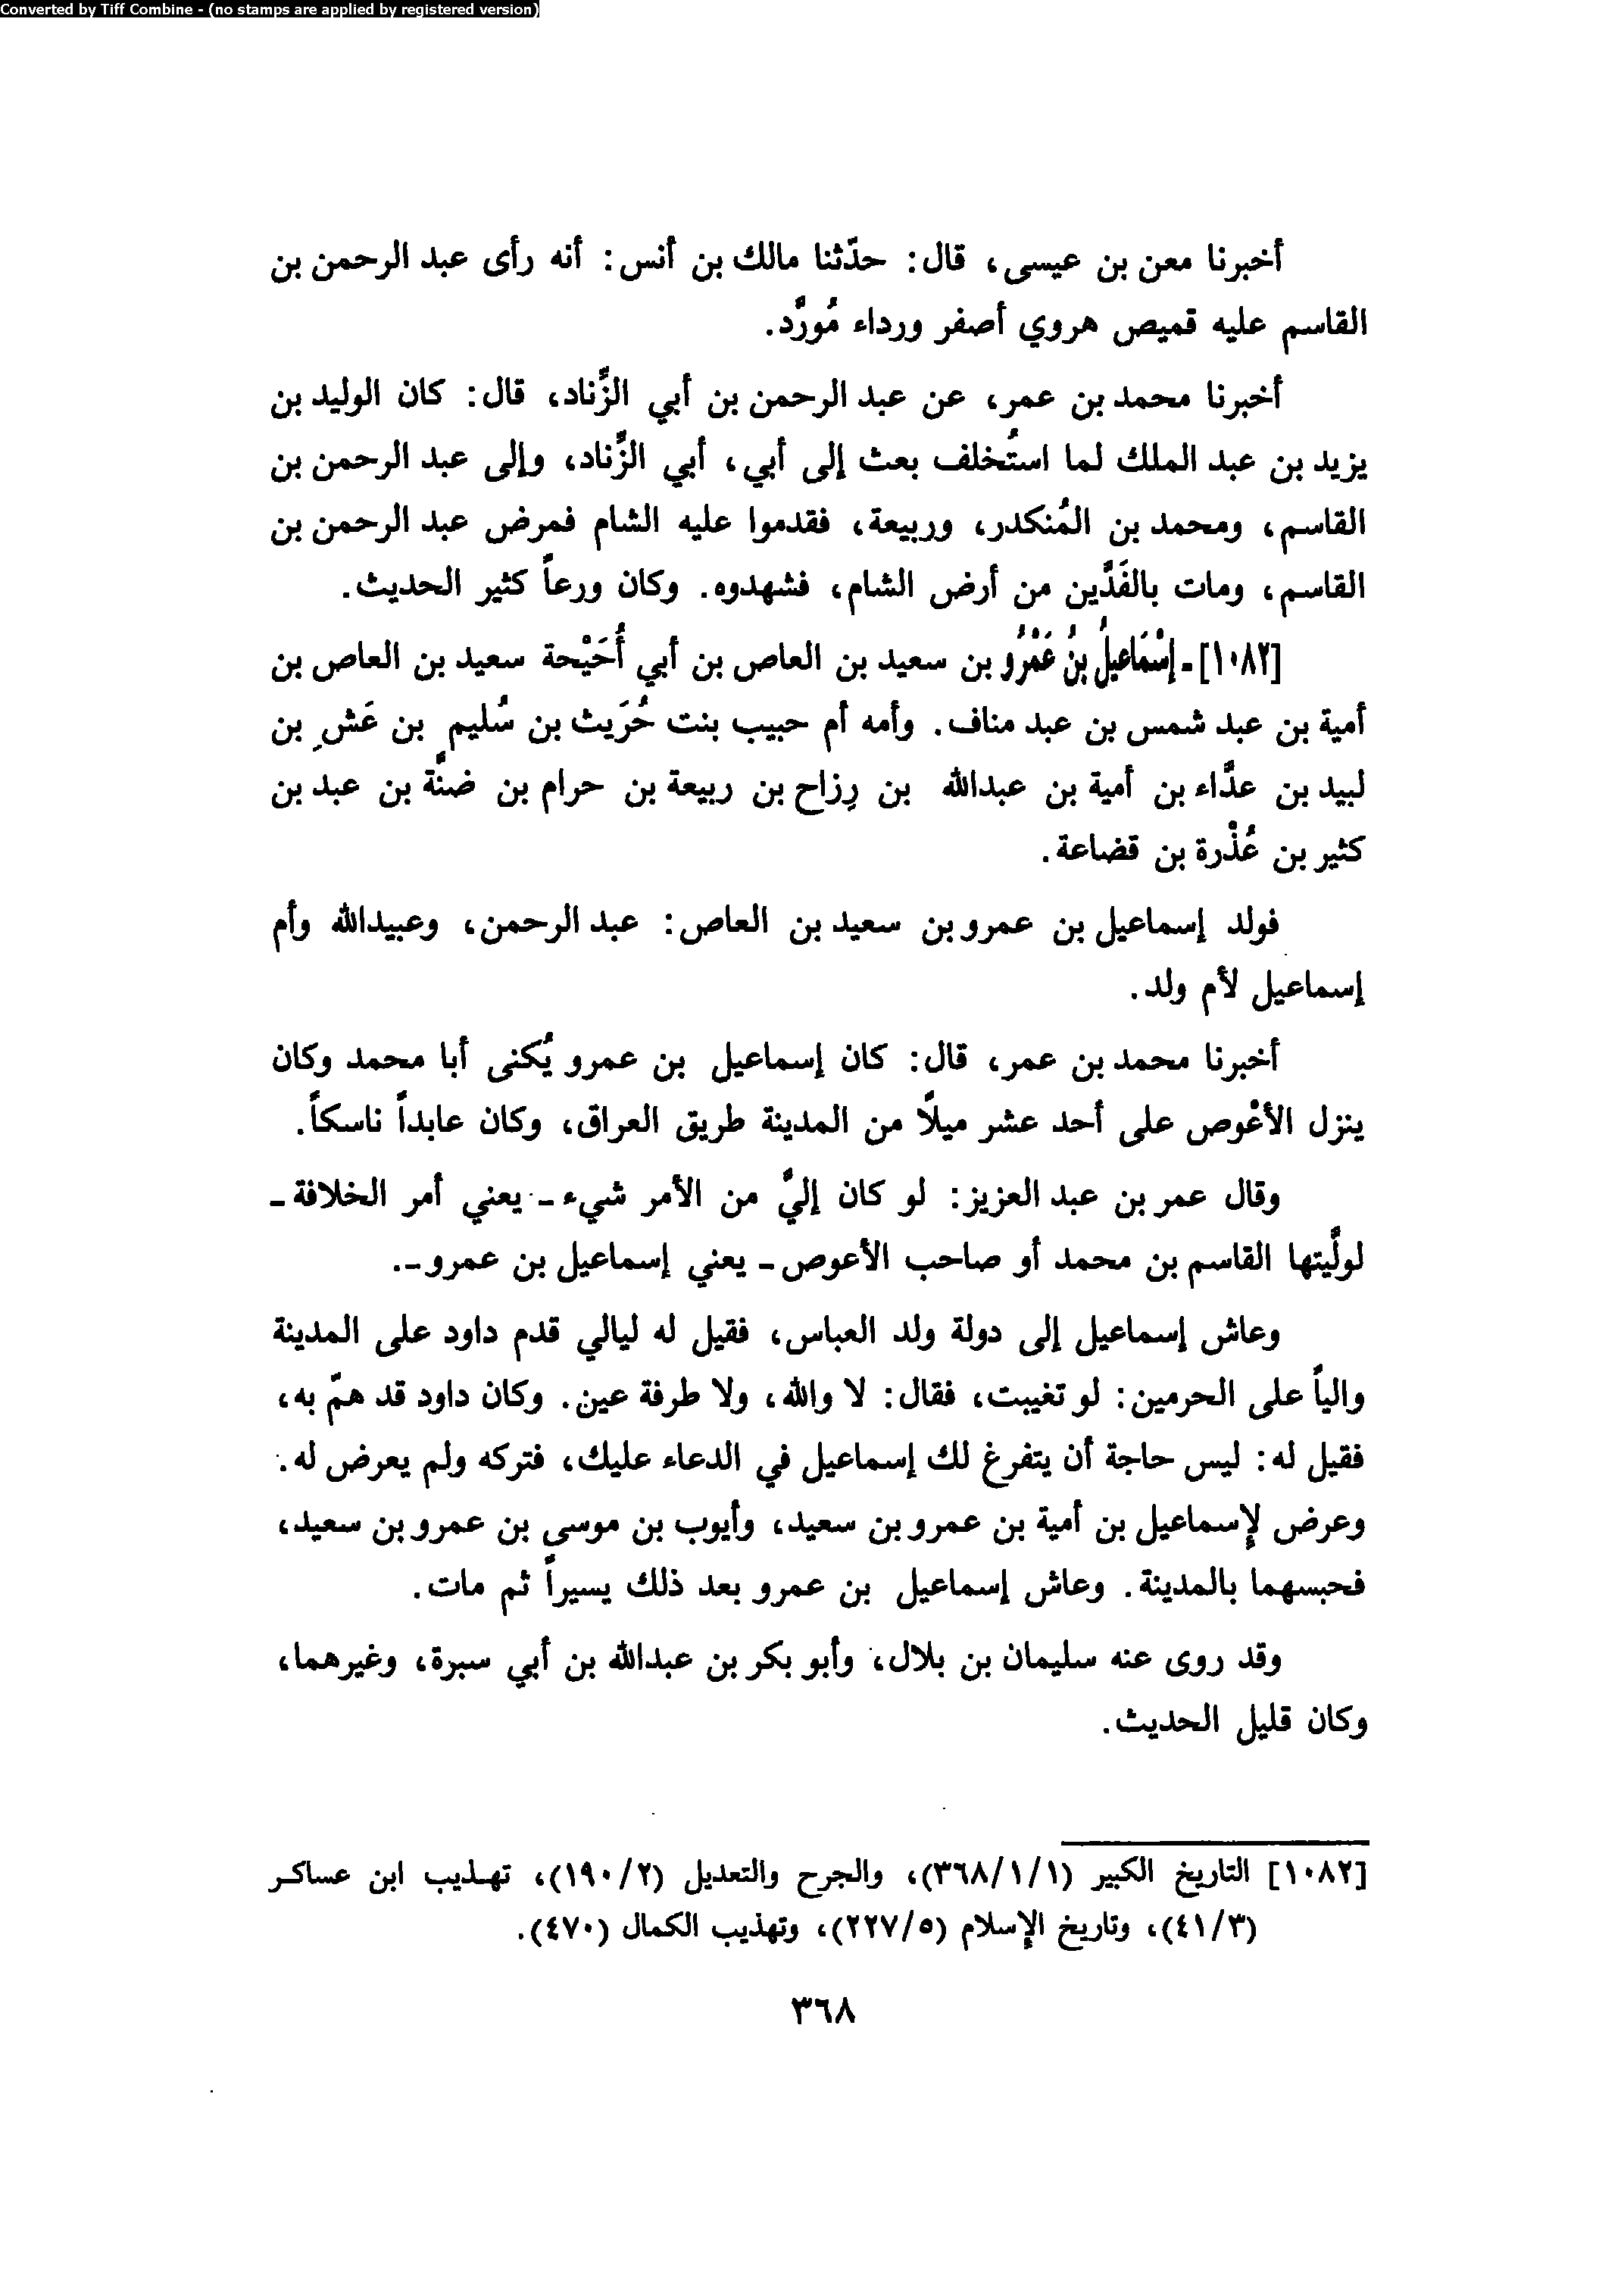 Converted by Tiff Combine - (no stamps are applied by registered version)
أخبرنا معن بن عيسى، قال: حدّثنا مالك بن أنس: أنه رأى عبد الرحمن بن
القاسم عليه قميص هروي أصفر ورداء مُورَّد.
أخبرنا محمد بن عمر، عن عبد الرحمن بن أبي الزِّناد، قال: كان الوليد بن
يزيد بن عبد الملك لما استُخلف بعث إلى أبي، أبي الزِّناد، وإلى عبد الرحمن بن
القاسم، ومحمد بن المُنكدر، وربيعة، فقدموا عليه الشام فمرض عبد الرحمن بن
القاسم، ومات بالفَدَّين من أرض الشام، فشهدوه. وكان ورعاً كثير الحديث.
[١٠٨٢] - إسْمَاعيلُ بنُ عَمْرُو بن سعيد بن العاص بن أبي أُحَيْحة سعيد بن العاص بن
أمية بن عبد شمس بن عبد مناف. وأمه أم حبيب بنت حُرَيث بن سُليم بن عَش بن
لبيد بن عدَّاء بن أمية بن عبدالله بن رِزاح بن ربيعة بن حرام بن ضنَّة بن عبد بن
كثير بن عُذْرة بن قضاعة.
فولد إسماعيل بن عمرو بن سعيد بن العاص: عبد الرحمن، وعبيدالله وأم
إسماعيل لأم ولد.
أخبرنا محمد بن عمر، قال: كان إسماعيل بن عمرو يُكنى أبا محمد وكان
ينزل الأعْوص على أحد عشر ميلاً من المدينة طريق العراق، وكان عابداً ناسكاً.
وقال عمر بن عبد العزيز: لو كان إليَّ من الأمر شيء - يعني أمر الخلافة -
لولَّيتها القاسم بن محمد أو صاحب الأعوص - يعني إسماعيل بن عمرو -.
وعاش إسماعيل إلى دولة ولد العباس، فقيل له ليالي قدم داود على المدينة
والياً على الحرمين: لو تغيبت، فقال: لا والله، ولا طرفة عين. وكان داود قد همّ به،
فقيل له: ليس حاجة أن يتفرغ لك إسماعيل في الدعاء عليك، فتركه ولم يعرض له.
وعرض لإسماعيل بن أمية بن عمرو بن سعيد، وأيوب بن موسى بن عمرو بن سعيد،
فحبسهما بالمدينة. وعاش إسماعيل بن عمرو بعد ذلك يسيراً ثم مات.
وقد روى عنه سليمان بن بلال، وأبو بكر بن عبدالله بن أبي سبرة، وغيرهما،
وكان قليل الحديث.
[١٠٨٢] التاريخ الكبير (٣٦٨/١/١)، والجرح والتعديل (١٩٠/٢)، تهـذيب ابن عساكـر
(٤١/٣)، وتاريخ الإسلام (٢٢٧/٥)، وتهذيب الكمال (٤٧٠).
٣٦٨